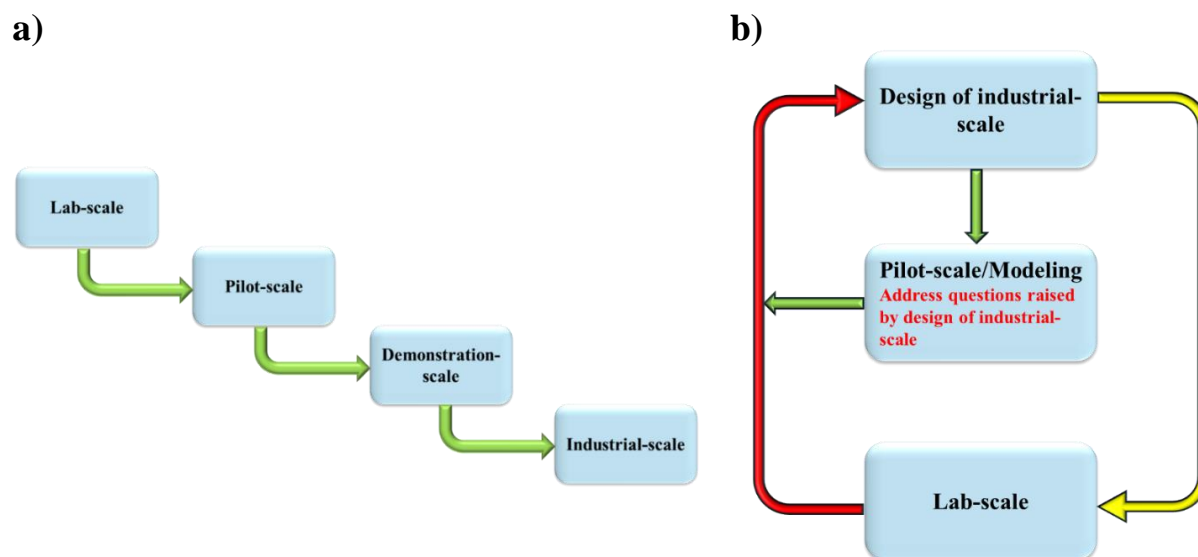 a)
Lab-scale
Pilot-scale
Demonstration-
scale
Industrial-scale
b)
Design of industrial-
scale
Pilot-scale/Modeling
Address questions raised
by design of industrial-
scale
Lab-scale